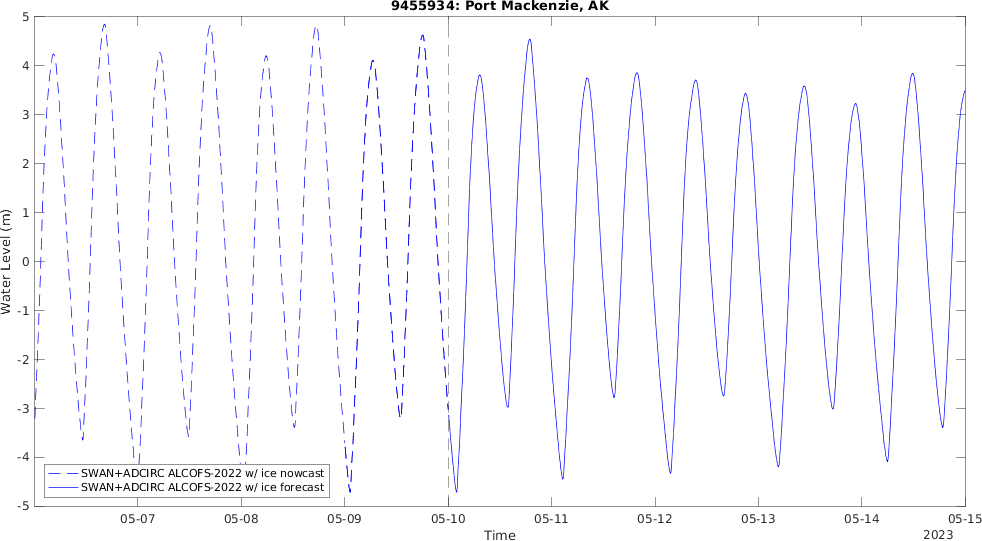 9455934: Port Mackenzie, AK
Water Level (m)
5
4
3
2
1
0
-1
-2
-3
-4
-5
SWAN+ADCIRC ALCOFS-2022 w/ ice nowcast
SWAN+ADCIRC ALCOFS-2022 w/ ice forecast
05-07 05-08 05-09 05-10 05-11 05-12 05-13 05-14 05-15
Time
2023